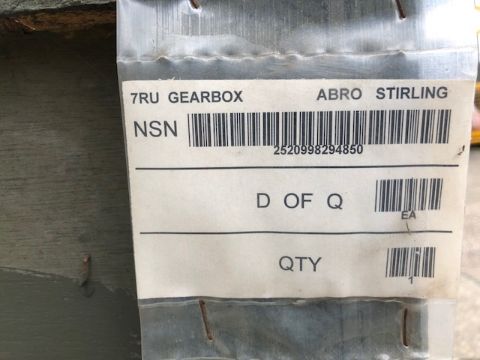 7RU GEARBOX ABRO STIRLING
NSN
2520998294850
D OF Q
EA
QTY
1